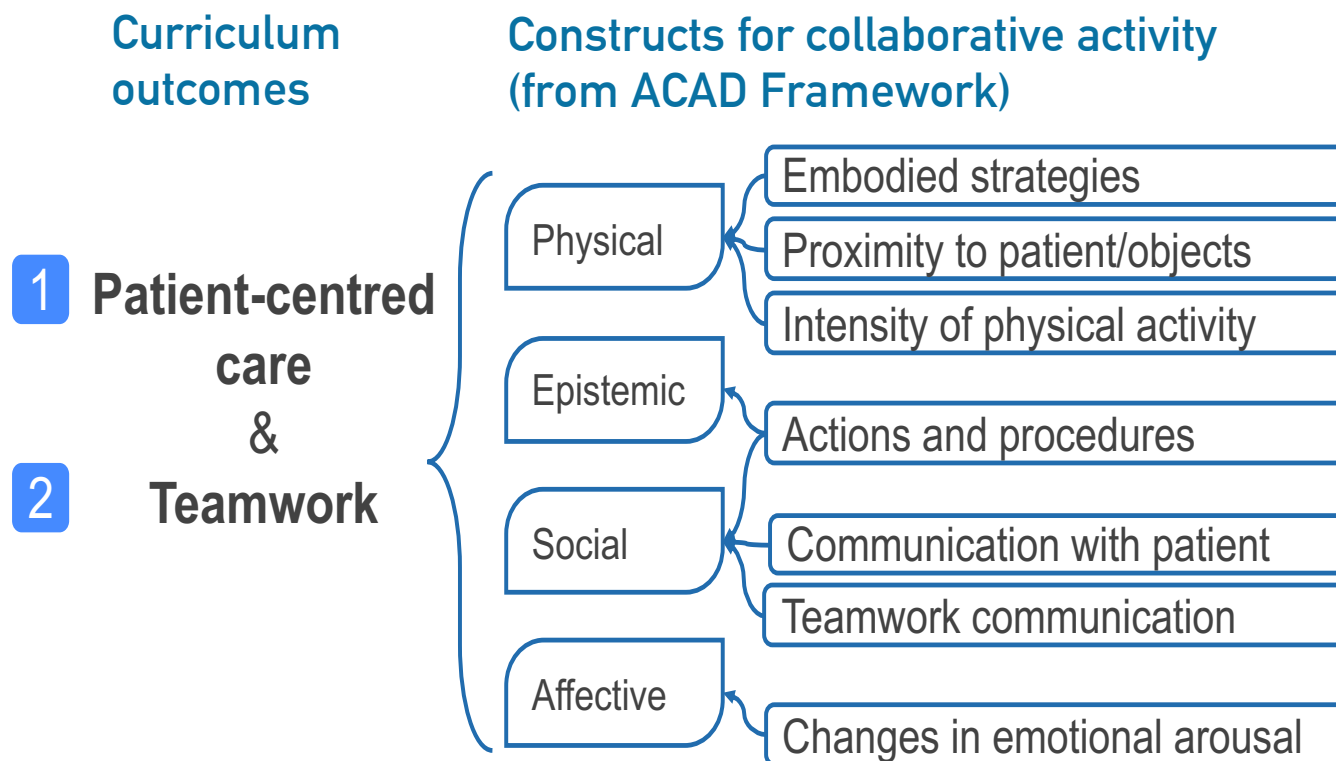 Curriculum
outcomes
Constructs for collaborative activity
(from ACAD Framework)
1 Patient-centred
care
&
2 Teamwork
Physical
Epistemic
Social
Affective
Embodied strategies
Proximity to patient/objects
Intensity of physical activity
Actions and procedures
Communication with patient
Teamwork communication
Changes in emotional arousal